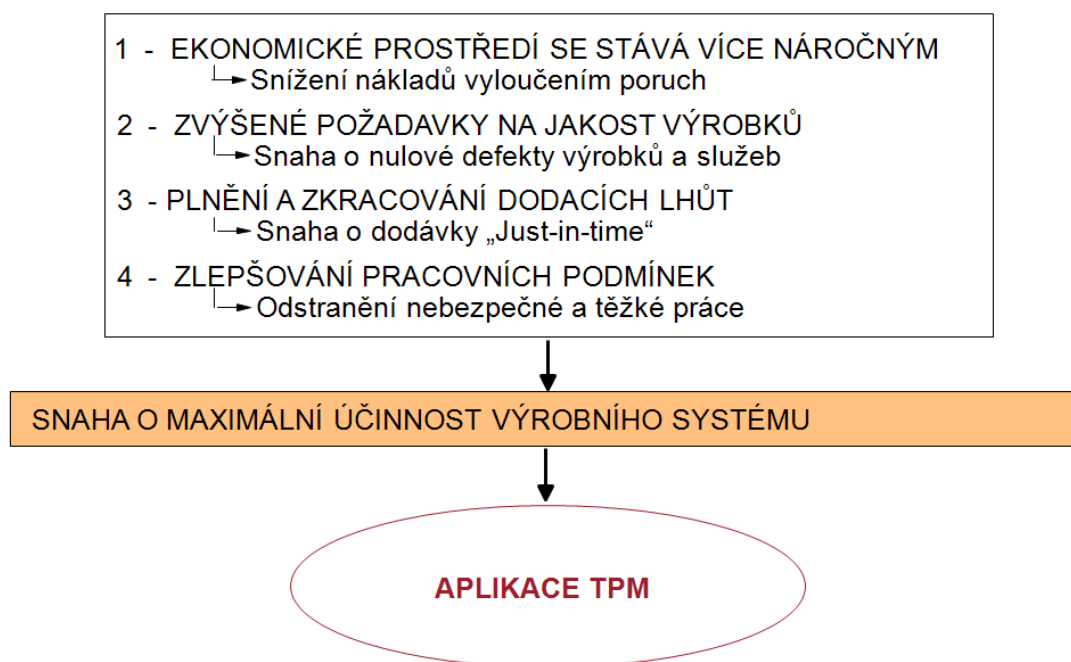 1 - EKONOMICKÉ PROSTŘEDÍ SE STÁVÁ VÍCE NÁROČNÝM
Snížení nákladů vyloučením poruch
2 - ZVÝŠENÉ POŽADAVKY NA JAKOST VÝROBKŮ
Snaha o nulové defekty výrobků a služeb
3 - PLNĚNÍ A ZKRACOVÁNÍ DODACÍCH LHŮT
Snaha o dodávky „Just-in-time“
4 - ZLEPŠOVÁNÍ PRACOVNÍCH PODMÍNEK
Odstranění nebezpečné a těžké práce
SNAHA O MAXIMÁLNÍ ÚČINNOST VÝROBNÍHO SYSTÉMU
APLIKACE TPM